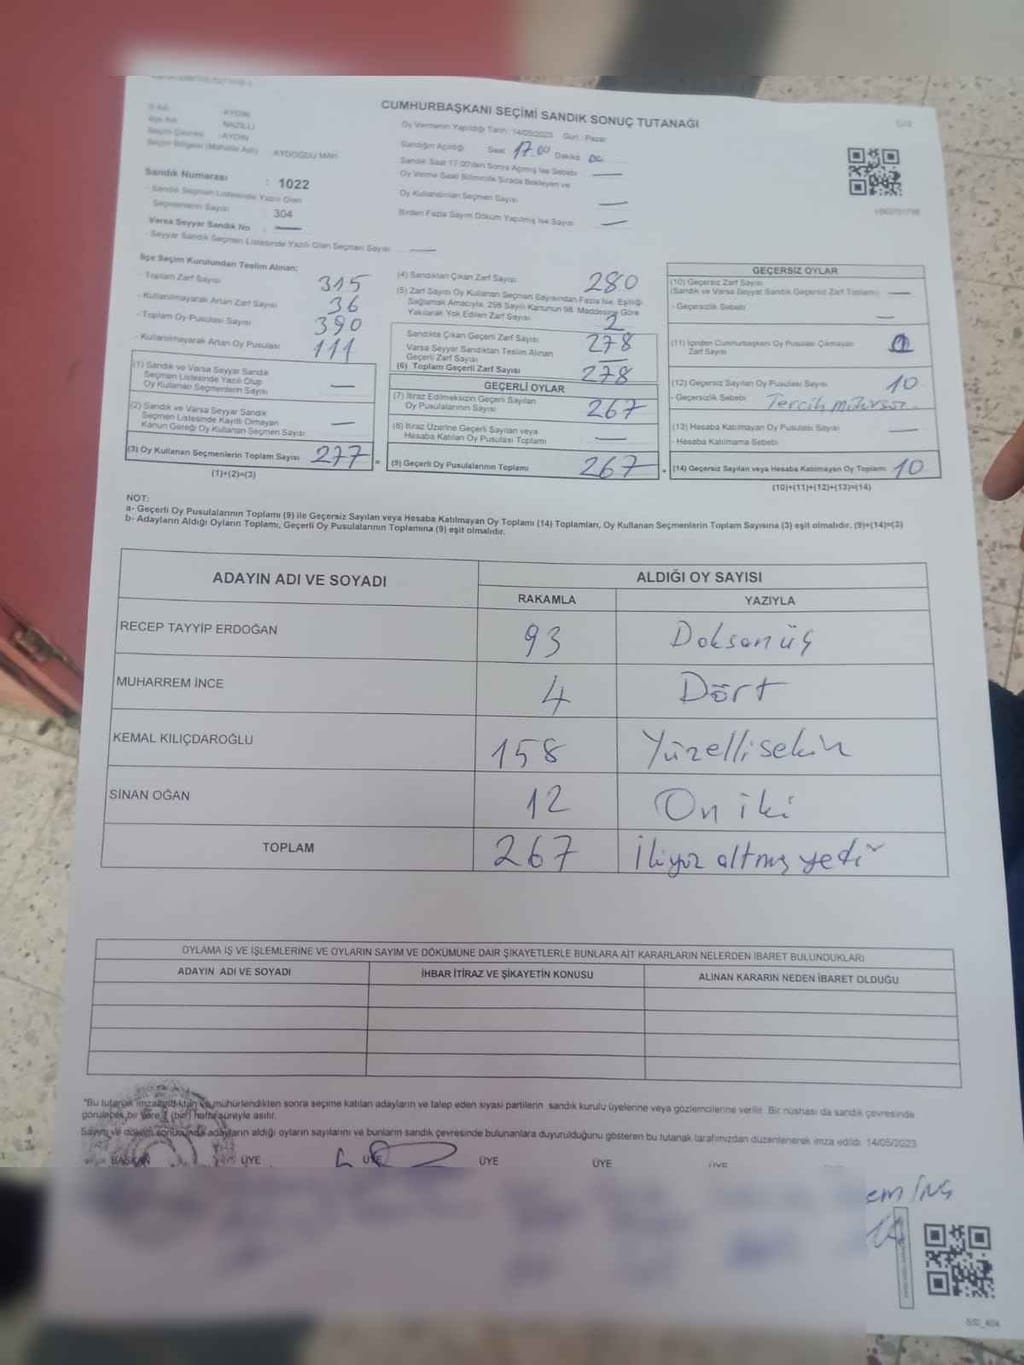 CUMHURBAŞKANI SEÇİMİ SANDIK SONUÇ TUTANAĞI
İl Adı : AYDIN
İlçe Adı : NAZİLLİ
Seçim Çevresi : AYDIN
Seçim Bölgesi (Mahalle Adı) : AYDOĞDU MAH.
Oy Vermenin Yapıldığı Tarih : 14/05/2023 Gün : Pazar
Sandığın Açıldığı Saat 17.00 Dakika 00
Sandık Saat 17.00'den Sonra Açılmış İse Sebebi —
Oy Verme Saati Bitiminde Sırada Bekleyen ve
Oy Kullandırılan Seçmen Sayısı —
Birden Fazla Sayım Döküm Yapılmış İse Sayısı —
Sandık Numarası : 1022
- Sandık Seçmen Listesinde Yazılı Olan
Seçmenlerin Sayısı : 304
Varsa Seyyar Sandık No : —
- Seyyar Sandık Seçmen Listesinde Yazılı Olan Seçmen Sayısı : —
İlçe Seçim Kurulundan Teslim Alınan;
- Toplam Zarf Sayısı 315
- Kullanılmayarak Artan Zarf Sayısı 36
- Toplam Oy Pusulası Sayısı 390
- Kullanılmayarak Artan Oy Pusulası 111
(1) Sandık ve Varsa Seyyar Sandık
Seçmen Listesinde Yazılı Olup
Oy Kullanan Seçmenlerin Sayısı —
(2) Sandık ve Varsa Seyyar Sandık
Seçmen Listesinde Kayıtlı Olmayan
Kanun Gereği Oy Kullanan Seçmen Sayısı —
(3) Oy Kullanan Seçmenlerin Toplam Sayısı 277 =
(1)+(2)=(3)
(4) Sandıktan Çıkan Zarf Sayısı 280
(5) Zarf Sayısı Oy Kullanan Seçmen Sayısından Fazla İse, Eşitliği
Sağlamak Amacıyla, 298 Sayılı Kanunun 98. Maddesine Göre
Yakılarak Yok Edilen Zarf Sayısı 2
Sandıkta Çıkan Geçerli Zarf Sayısı 278
Varsa Seyyar Sandıktan Teslim Alınan
Geçerli Zarf Sayısı —
(6) Toplam Geçerli Zarf Sayısı 278
GEÇERLİ OYLAR
(7) İtiraz Edilmeksizin Geçerli Sayılan
Oy Pusulalarının Sayısı 267
(8) İtiraz Üzerine Geçerli Sayılan veya
Hesaba Katılan Oy Pusulası Toplamı —
(9) Geçerli Oy Pusulalarının Toplamı 267
GEÇERSİZ OYLAR
(10) Geçersiz Zarf Sayısı
(Sandık ve Varsa Seyyar Sandık Geçersiz Zarf Toplamı) —
- Geçersizlik Sebebi —
(11) İçinden Cumhurbaşkanı Oy Pusulası Çıkmayan
Zarf Sayısı
(12) Geçersiz Sayılan Oy Pusulası Sayısı 10
- Geçersizlik Sebebi Tercih
(13) Hesaba Katılmayan Oy Pusulası Sayısı —
- Hesaba Katılmama Sebebi
+ (14) Geçersiz Sayılan veya Hesaba Katılmayan Oy Toplamı 10
(10)+(11)+(12)+(13)=(14)
NOT:
a- Geçerli Oy Pusulalarının Toplamı (9) ile Geçersiz Sayılan veya Hesaba Katılmayan Oy Toplamı (14) Toplamları, Oy Kullanan Seçmenlerin Toplam Sayısına (3) eşit olmalıdır. (9)+(14)=(3)
b- Adayların Aldığı Oyların Toplamı, Geçerli Oy Pusulalarının Toplamına (9) eşit olmalıdır.
ADAYIN ADI VE SOYADI ALDIĞI OY SAYISI
RAKAMLA YAZIYLA
RECEP TAYYİP ERDOĞAN 93 Doksanüç
MUHARREM İNCE 4 Dört
KEMAL KILIÇDAROĞLU 158 Yüzellisekin
SİNAN OĞAN 12 On iki
TOPLAM 267 İkiyüz altmış yedi
OYLAMA İŞ VE İŞLEMLERİNE VE OYLARIN SAYIM VE DÖKÜMÜNE DAİR ŞİKAYETLERLE BUNLARA AİT KARARLARIN NELERDEN İBARET BULUNDUKLARI
ADAYIN ADI VE SOYADI İHBAR İTİRAZ VE ŞİKAYETİN KONUSU ALINAN KARARIN NEDEN İBARET OLDUĞU
"Bu tutanak imzalandıktan ve mühürlendikten sonra seçime katılan adayların ve talep eden siyasi partilerin sandık kurulu üyelerine veya gözlemcilerine verilir. Bir nüshası da sandık çevresinde
görülecek bir yere 1 (bir) hafta süreyle asılır.
Sayım ve döküm sonucunda adayların aldığı oyların sayılarını ve bunların sandık çevresinde bulunanlara duyurulduğunu gösteren bu tutanak tarafımızdan düzenlenerek imza edildi. 14/05/2023
BAŞKAN ÜYE ÜYE ÜYE ÜYE ÜYE